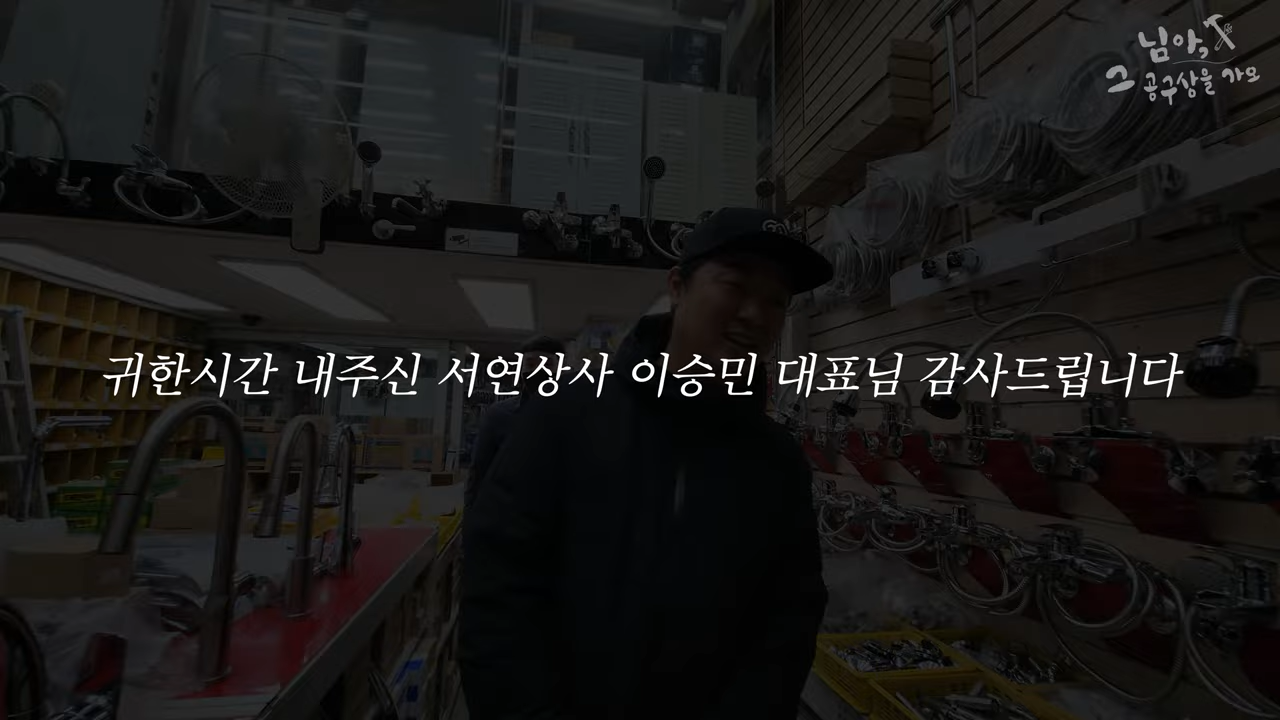 님아,
그 공구상을 가오
귀한시간 내주신 서연상사 이승민 대표님 감사드립니다